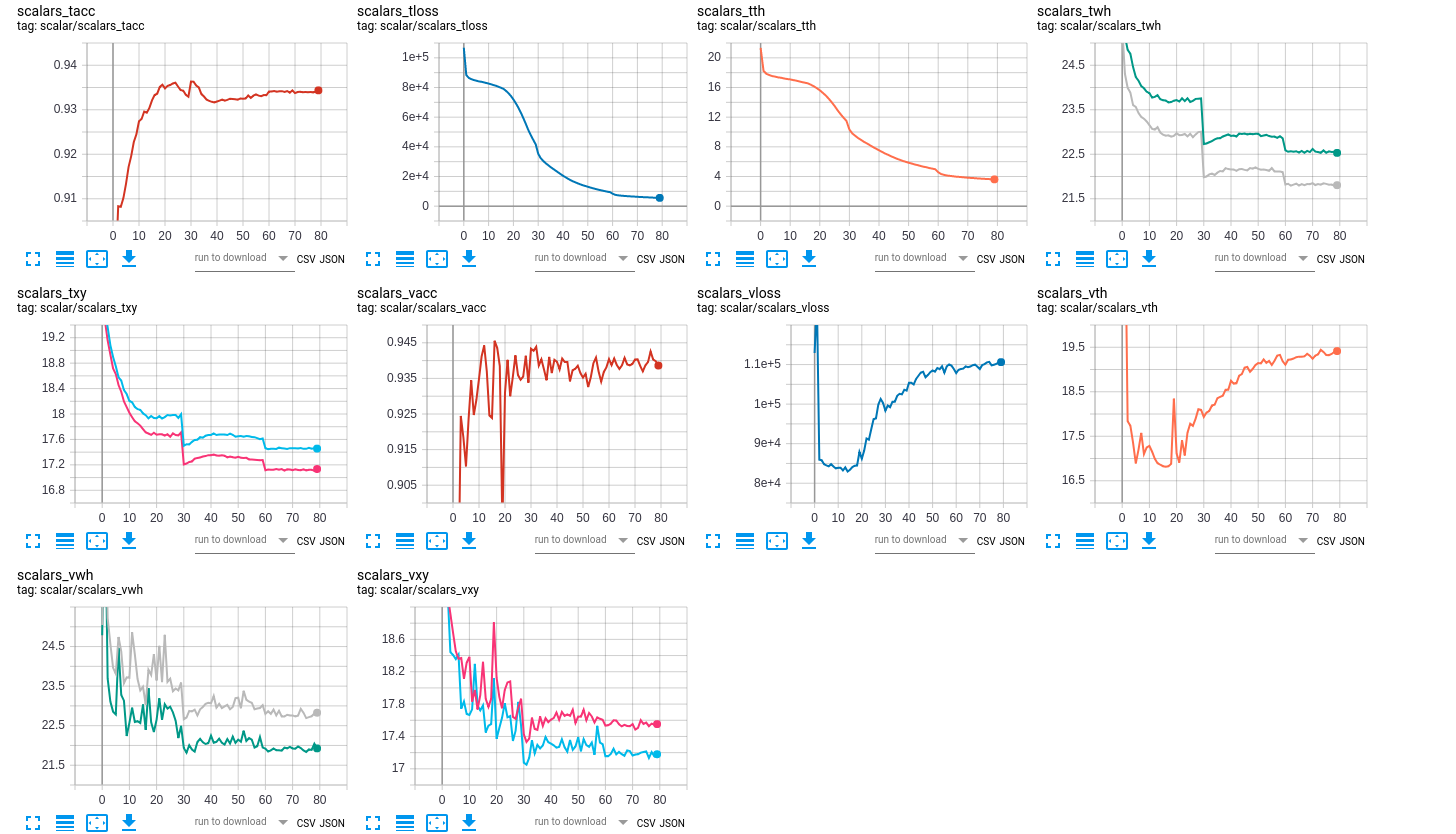 scalars_tacc
tag: scalar/scalars_tacc
0.94
0.93
0.92
0.91
0 10 20 30 40 50 60 70 80
run to download CSV JSON
scalars_tloss
tag: scalar/scalars_tloss
1e+5
8e+4
6e+4
4e+4
2e+4
0
0 10 20 30 40 50 60 70 80
run to download CSV JSON
scalars_tth
tag: scalar/scalars_tth
20
16
12
8
4
0
0 10 20 30 40 50 60 70 80
run to download CSV JSON
scalars_twh
tag: scalar/scalars_twh
24.5
23.5
22.5
21.5
0 10 20 30 40 50 60 70 80
run to download CSV JSON
scalars_txy
tag: scalar/scalars_txy
19.2
18.8
18.4
18
17.6
17.2
16.8
0 10 20 30 40 50 60 70 80
run to download CSV JSON
scalars_vacc
tag: scalar/scalars_vacc
0.945
0.935
0.925
0.915
0.905
0 10 20 30 40 50 60 70 80
run to download CSV JSON
scalars_vloss
tag: scalar/scalars_vloss
1.1e+5
1e+5
9e+4
8e+4
0 10 20 30 40 50 60 70 80
run to download CSV JSON
scalars_vth
tag: scalar/scalars_vth
19.5
18.5
17.5
16.5
0 10 20 30 40 50 60 70 80
run to download CSV JSON
scalars_vwh
tag: scalar/scalars_vwh
24.5
23.5
22.5
21.5
0 10 20 30 40 50 60 70 80
run to download CSV JSON
scalars_vxy
tag: scalar/scalars_vxy
18.6
18.2
17.8
17.4
17
0 10 20 30 40 50 60 70 80
run to download CSV JSON